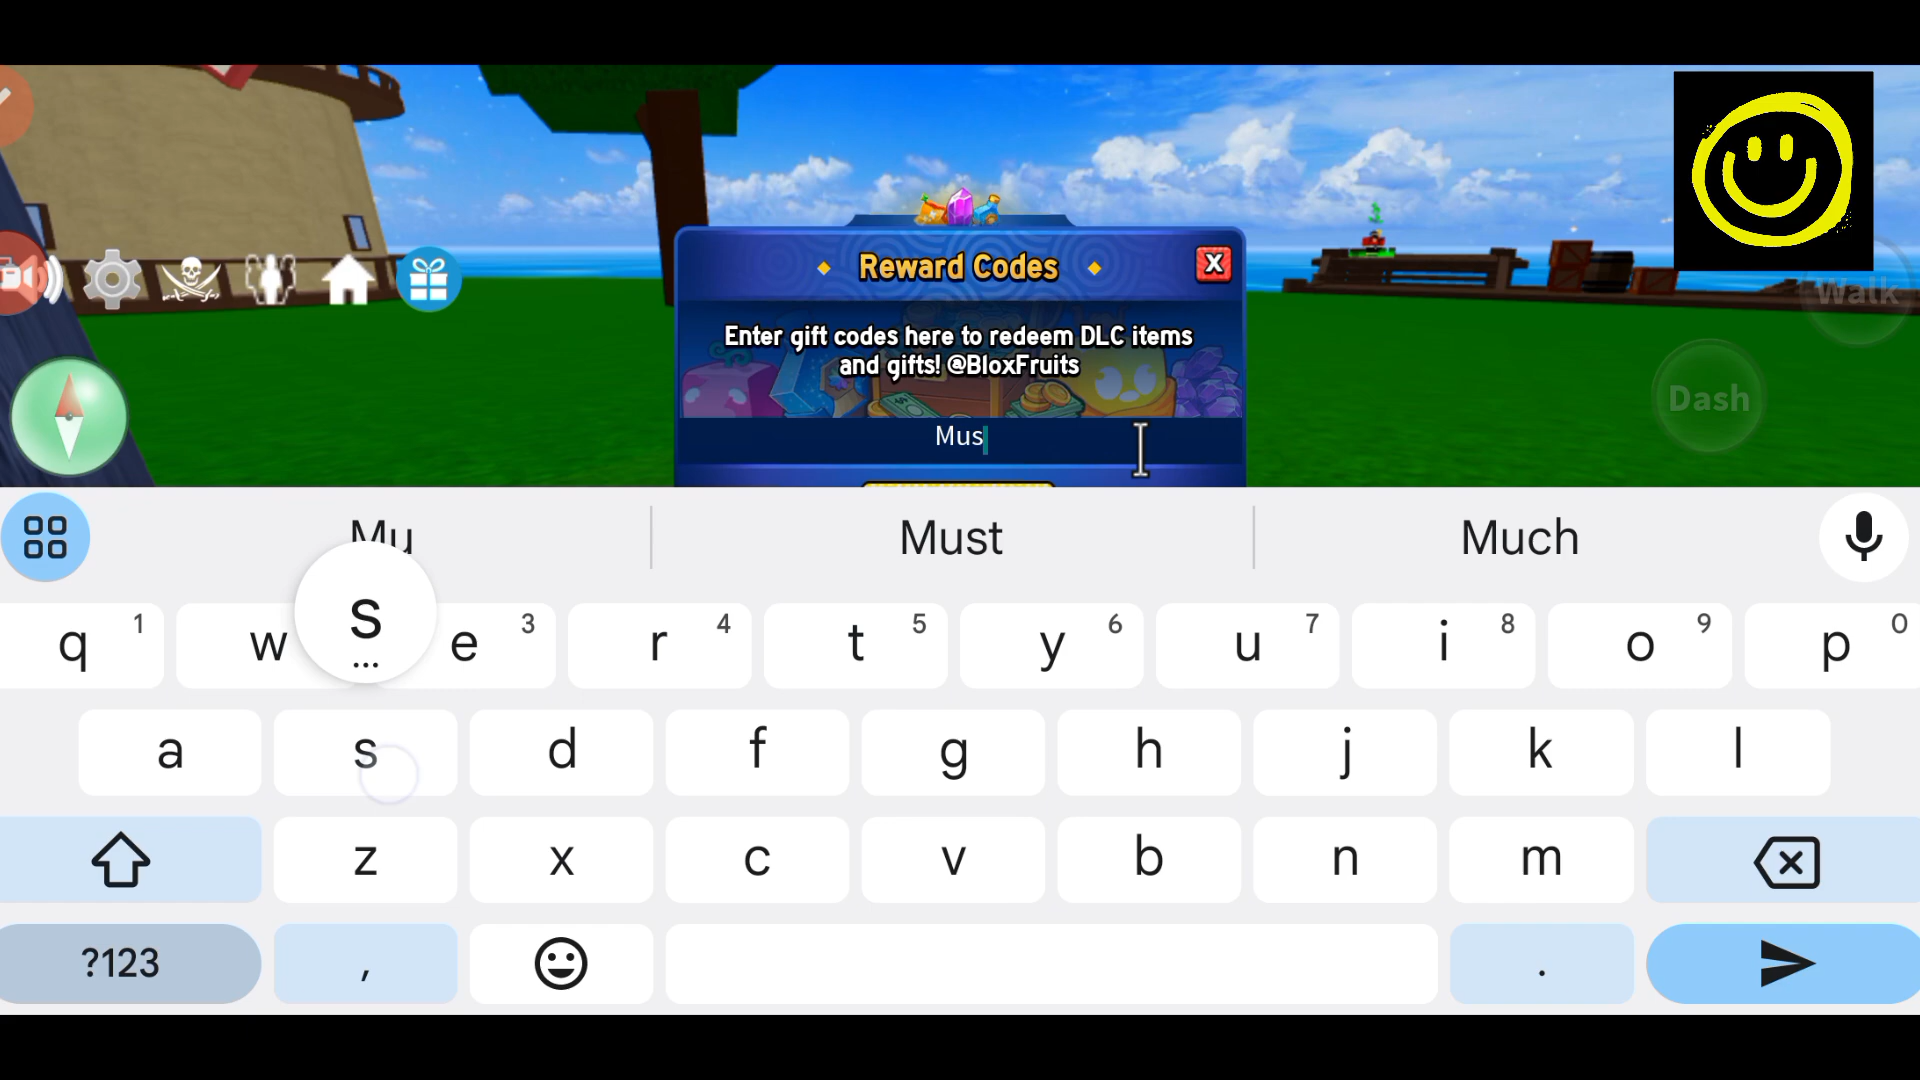 Walk
Reward Codes
X
Enter gift codes here to redeem DLC items
and gifts! @BloxFruits
Dash
Mus
Mu
Must
Much
s
...
q 1 w e 3 r 4 t 5 y 6 u 7 i 8 o 9 p 0
a s d f g h j k l
z x c v b n m
?123 , .